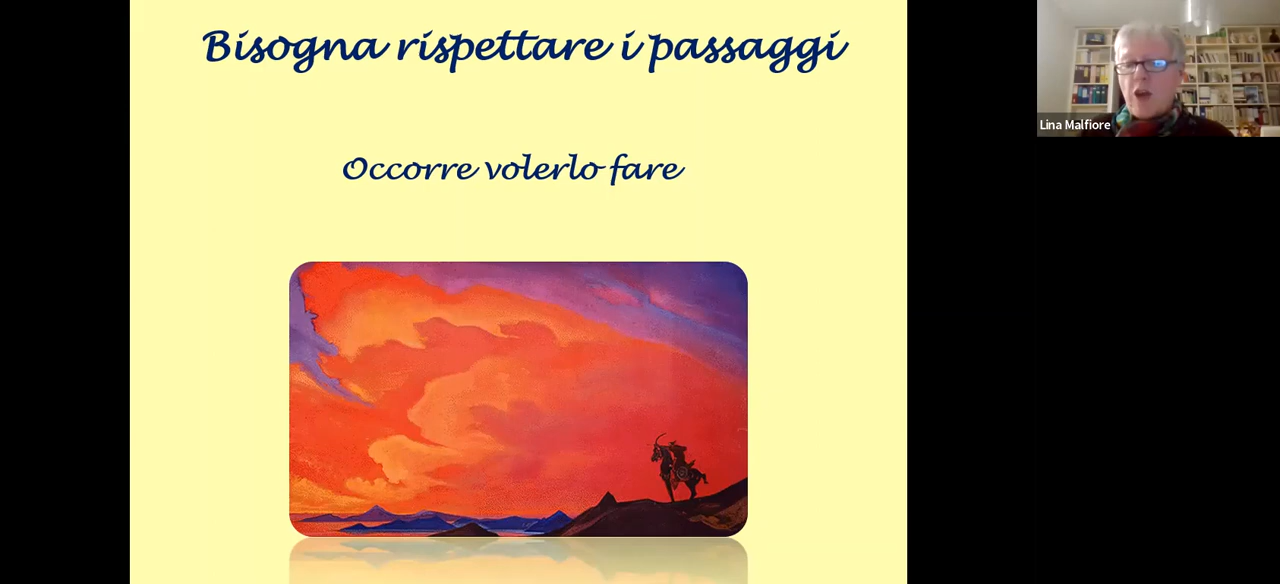 Bisogna rispettare i passaggi
Occorre volerlo fare
Lina Malfiore